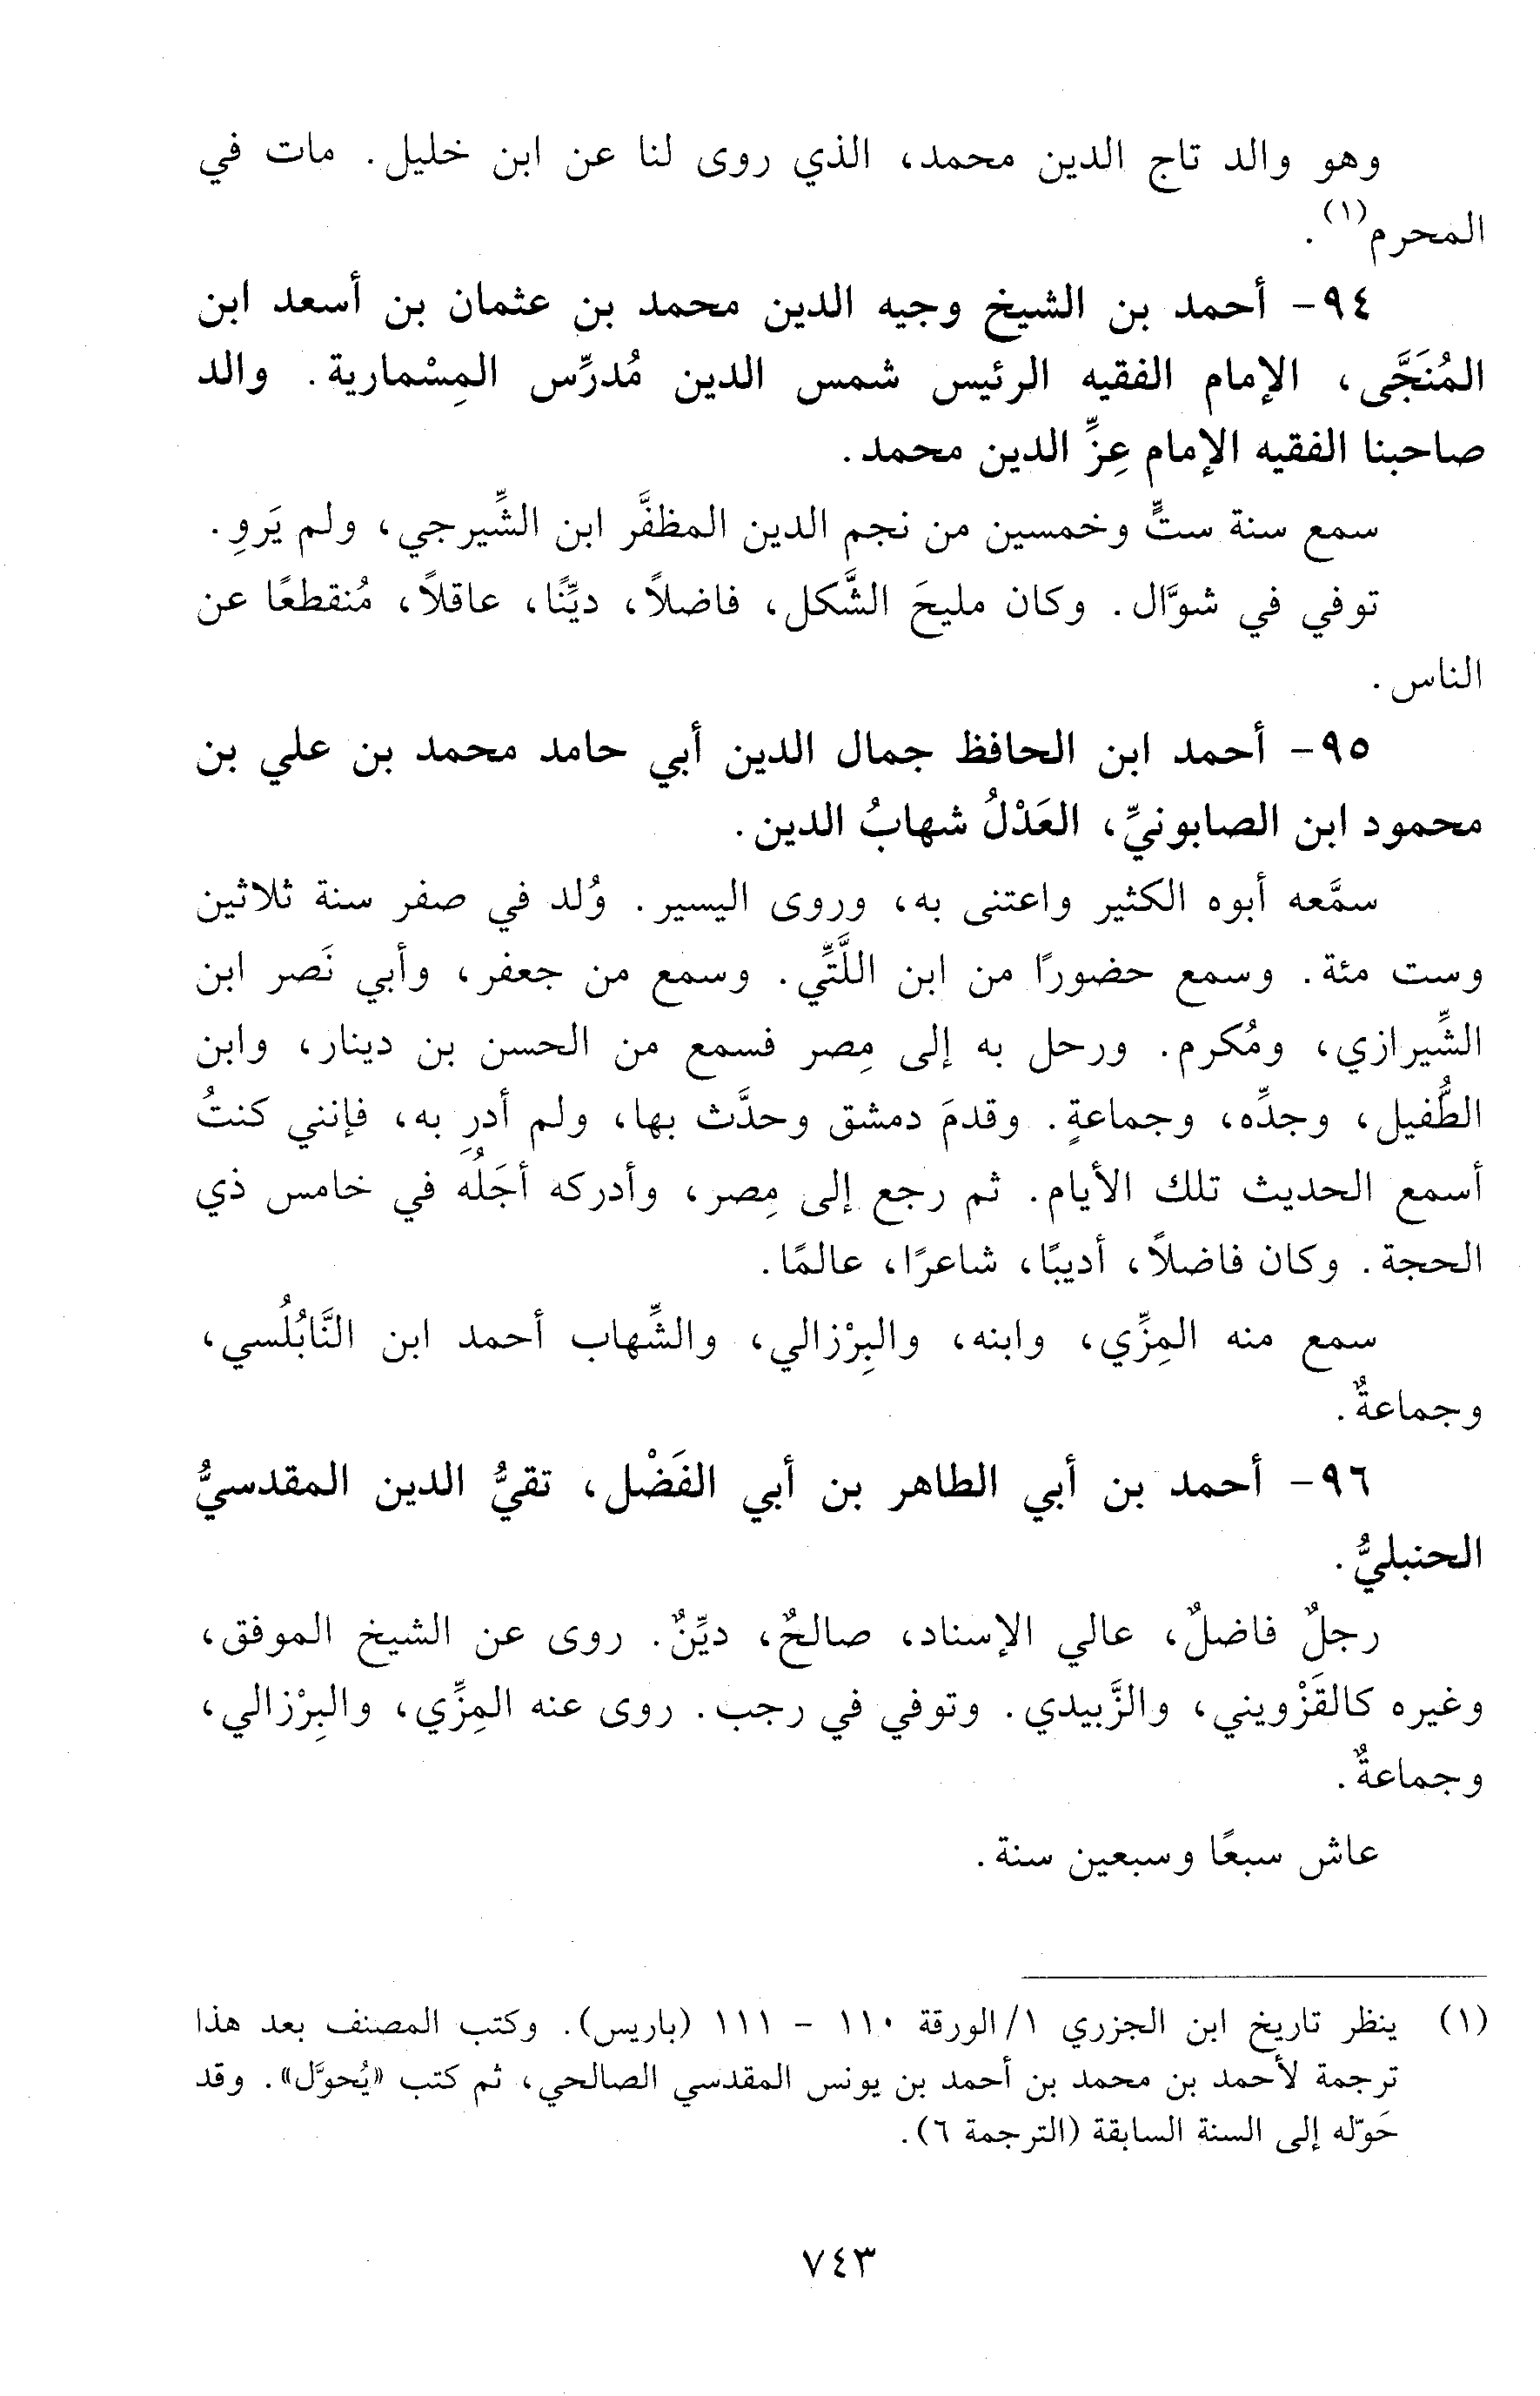 وهو والد تاج الدين محمد، الذي روى لنا عن ابن خليل. مات في
المحرم(١).
٩٤- أحمد بن الشيخ وجيه الدين محمد بن عثمان بن أسعد ابن
المُنَجَّى، الإمام الفقيه الرئيس شمس الدين مُدرِّس المِسْمارية. والد
صاحبنا الفقيه الإمام عِزِّ الدين محمد.
سمع سنة ستٍّ وخمسين من نجم الدين المظفَّر ابن الشِّيرجي، ولم يَروِ.
توفي في شوَّال. وكان مليحَ الشَّكل، فاضلاً، ديِّنًا، عاقلاً، مُنقطعًا عن
الناس.
٩٥- أحمد ابن الحافظ جمال الدين أبي حامد محمد بن علي بن
محمود ابن الصابونيِّ، العَدْلُ شهابُ الدين.
سمَّعه أبوه الكثير واعتنى به، وروى اليسير. وُلد في صفر سنة ثلاثين
وست مئة. وسمع حضورًا من ابن اللَّتِّي. وسمع من جعفر، وأبي نَصر ابن
الشِّيرازي، ومُكرم. ورحل به إلى مِصر فسمع من الحسن بن دينار، وابن
الطُّفيل، وجدِّه، وجماعةٍ. وقدمَ دمشق وحدَّث بها، ولم أدرِ به، فإنني كنتُ
أسمع الحديث تلك الأيام. ثم رجع إلى مِصر، وأدركه أجَلُه في خامس ذي
الحجة. وكان فاضلاً، أديبًا، شاعرًا، عالمًا.
سمع منه المِزِّي، وابنه، والبِرْزالي، والشِّهاب أحمد ابن النَّابُلُسي،
وجماعةٌ.
٩٦- أحمد بن أبي الطاهر بن أبي الفَضْل، تقيُّ الدين المقدسيُّ
الحنبليُّ.
رجلٌ فاضلٌ، عالي الإسناد، صالحٌ، ديِّنٌ. روى عن الشيخ الموفق،
وغيره كالقَزْويني، والزَّبيدي. وتوفي في رجب. روى عنه المِزِّي، والبِرْزالي،
وجماعةٌ.
عاش سبعًا وسبعين سنة.
(١) ينظر تاريخ ابن الجزري ١/الورقة ١١٠ - ١١١ (باريس). وكتب المصنف بعد هذا
ترجمة لأحمد بن محمد بن أحمد بن يونس المقدسي الصالحي، ثم كتب «يُحوَّل». وقد
حَوّله إلى السنة السابقة (الترجمة ٦).
٧٤٣